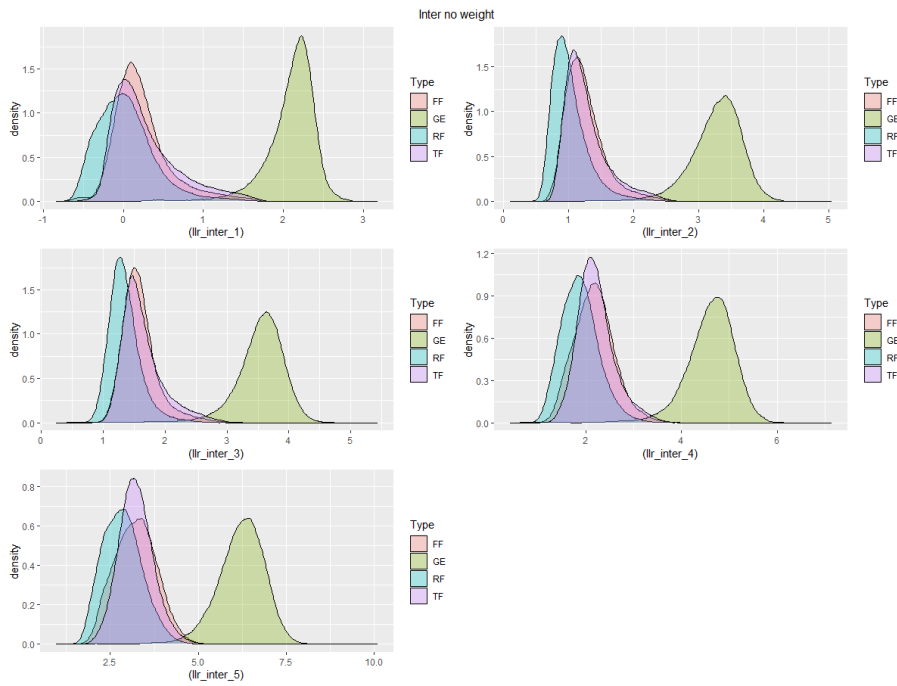 Inter no weight
density
1.5
1.0
0.5
0.0
-1 0 1 2 3
(llr_inter_1)
Type
FF
GE
RF
TF
density
1.5
1.0
0.5
0.0
0 1 2 3 4 5
(llr_inter_2)
Type
FF
GE
RF
TF
density
1.5
1.0
0.5
0.0
0 1 2 3 4 5
(llr_inter_3)
Type
FF
GE
RF
TF
density
1.2
0.9
0.6
0.3
0.0
2 4 6
(llr_inter_4)
Type
FF
GE
RF
TF
density
0.8
0.6
0.4
0.2
0.0
2.5 5.0 7.5 10.0
(llr_inter_5)
Type
FF
GE
RF
TF